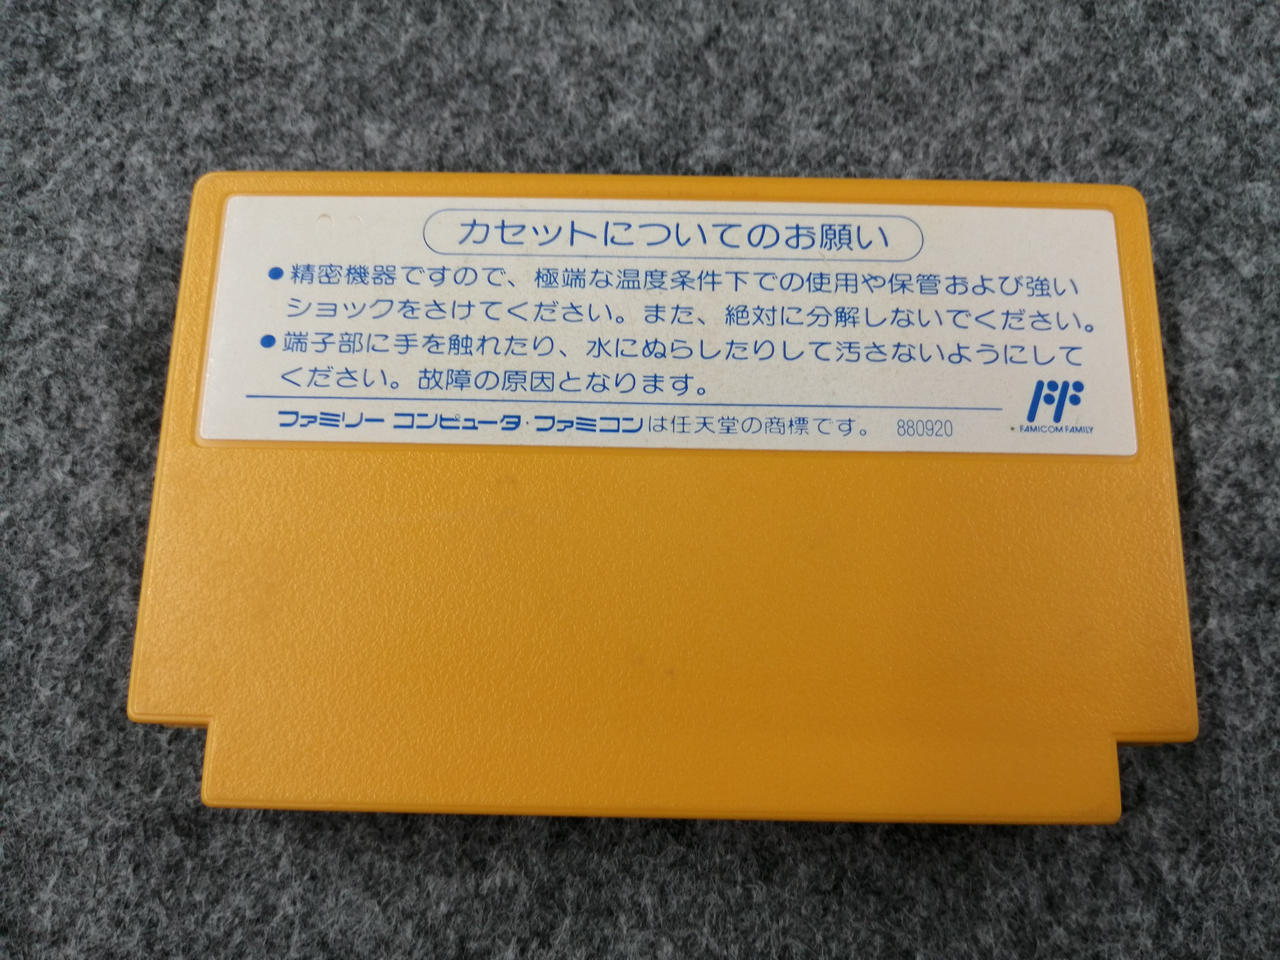 カセットについてのお願い
●精密機器ですので、極端な温度条件下での使用や保管および強い
ショックをさけてください。また、絶対に分解しないでください。
●端子部に手を触れたり、水にぬらしたりして汚さないようにして
ください。故障の原因となります。
ファミリー コンピュータ・ファミコンは任天堂の商標です。 880920
FF
FAMICOM FAMILY